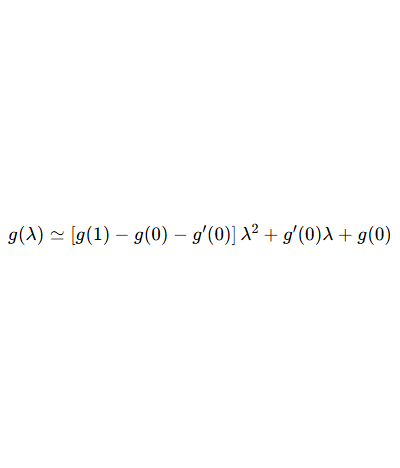 g(λ) ≃ [g(1) − g(0) − g′(0)] λ² + g′(0)λ + g(0)